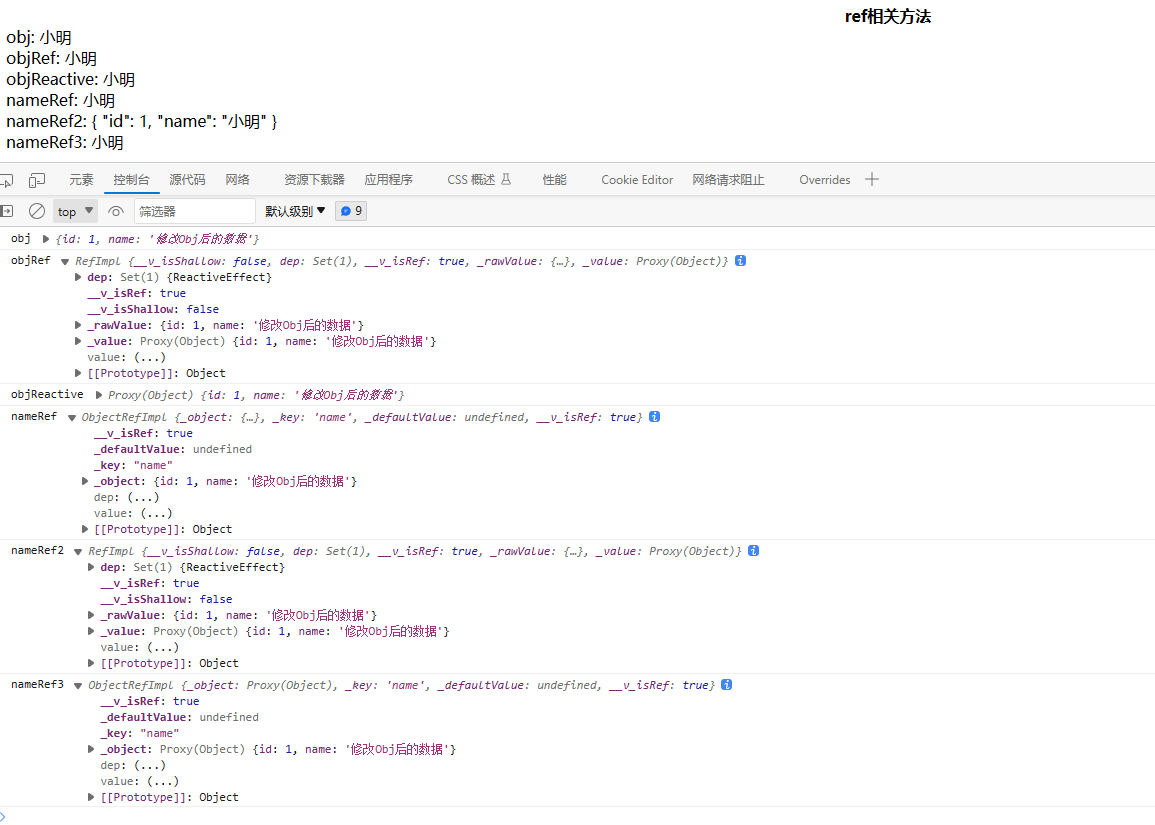 ref相关方法
obj: 小明
objRef: 小明
objReactive: 小明
nameRef: 小明
nameRef2: { "id": 1, "name": "小明" }
nameRef3: 小明
元素 控制台 源代码 网络 资源下载器 应用程序 CSS 概述 性能 Cookie Editor 网络请求阻止 Overrides
top 筛选器 默认级别 9
obj {id: 1, name: '修改Obj后的数据'}
objRef RefImpl {__v_isShallow: false, dep: Set(1), __v_isRef: true, _rawValue: {…}, _value: Proxy(Object)}
dep: Set(1) {ReactiveEffect}
__v_isRef: true
__v_isShallow: false
_rawValue: {id: 1, name: '修改Obj后的数据'}
_value: Proxy(Object) {id: 1, name: '修改Obj后的数据'}
value: (...)
[[Prototype]]: Object
objReactive Proxy(Object) {id: 1, name: '修改Obj后的数据'}
nameRef ObjectRefImpl {_object: {…}, _key: 'name', _defaultValue: undefined, __v_isRef: true}
__v_isRef: true
_defaultValue: undefined
_key: "name"
_object: {id: 1, name: '修改Obj后的数据'}
dep: (...)
value: (...)
[[Prototype]]: Object
nameRef2 RefImpl {__v_isShallow: false, dep: Set(1), __v_isRef: true, _rawValue: {…}, _value: Proxy(Object)}
dep: Set(1) {ReactiveEffect}
__v_isRef: true
__v_isShallow: false
_rawValue: {id: 1, name: '修改Obj后的数据'}
_value: Proxy(Object) {id: 1, name: '修改Obj后的数据'}
value: (...)
[[Prototype]]: Object
nameRef3 ObjectRefImpl {_object: Proxy(Object), _key: 'name', _defaultValue: undefined, __v_isRef: true}
__v_isRef: true
_defaultValue: undefined
_key: "name"
_object: Proxy(Object) {id: 1, name: '修改Obj后的数据'}
dep: (...)
value: (...)
[[Prototype]]: Object